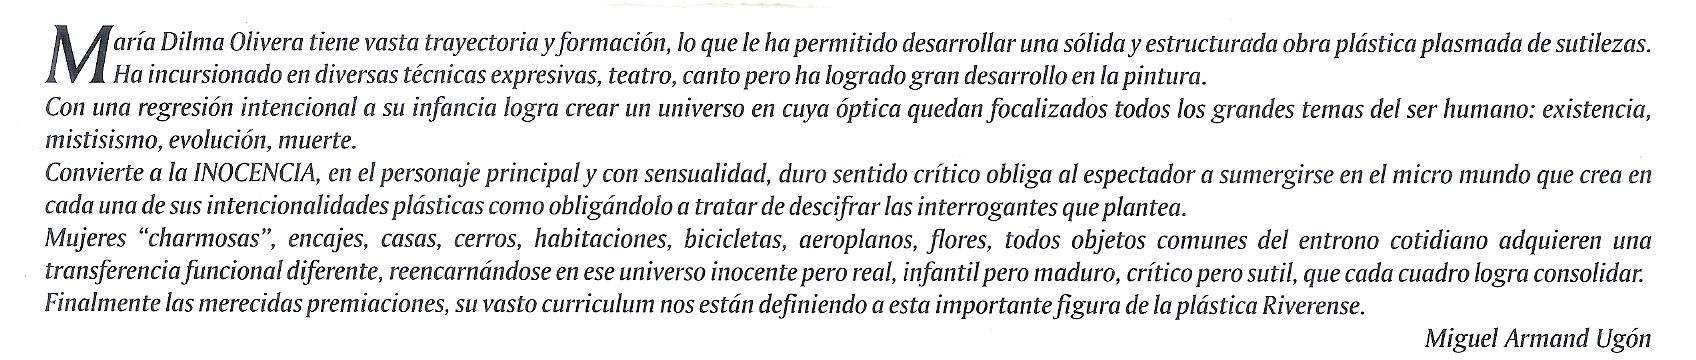 María Dilma Olivera tiene vasta trayectoria y formación, lo que le ha permitido desarrollar una sólida y estructurada obra plástica plasmada de sutilezas.
Ha incursionado en diversas técnicas expresivas, teatro, canto pero ha logrado gran desarrollo en la pintura.
Con una regresión intencional a su infancia logra crear un universo en cuya óptica quedan focalizados todos los grandes temas del ser humano: existencia,
mistisismo, evolución, muerte.
Convierte a la INOCENCIA, en el personaje principal y con sensualidad, duro sentido crítico obliga al espectador a sumergirse en el micro mundo que crea en
cada una de sus intencionalidades plásticas como obligándolo a tratar de descifrar las interrogantes que plantea.
Mujeres “charmosas”, encajes, casas, cerros, habitaciones, bicicletas, aeroplanos, flores, todos objetos comunes del entrono cotidiano adquieren una
transferencia funcional diferente, reencarnándose en ese universo inocente pero real, infantil pero maduro, crítico pero sutil, que cada cuadro logra consolidar.
Finalmente las merecidas premiaciones, su vasto curriculum nos están definiendo a esta importante figura de la plástica Riverense.
Miguel Armand Ugón